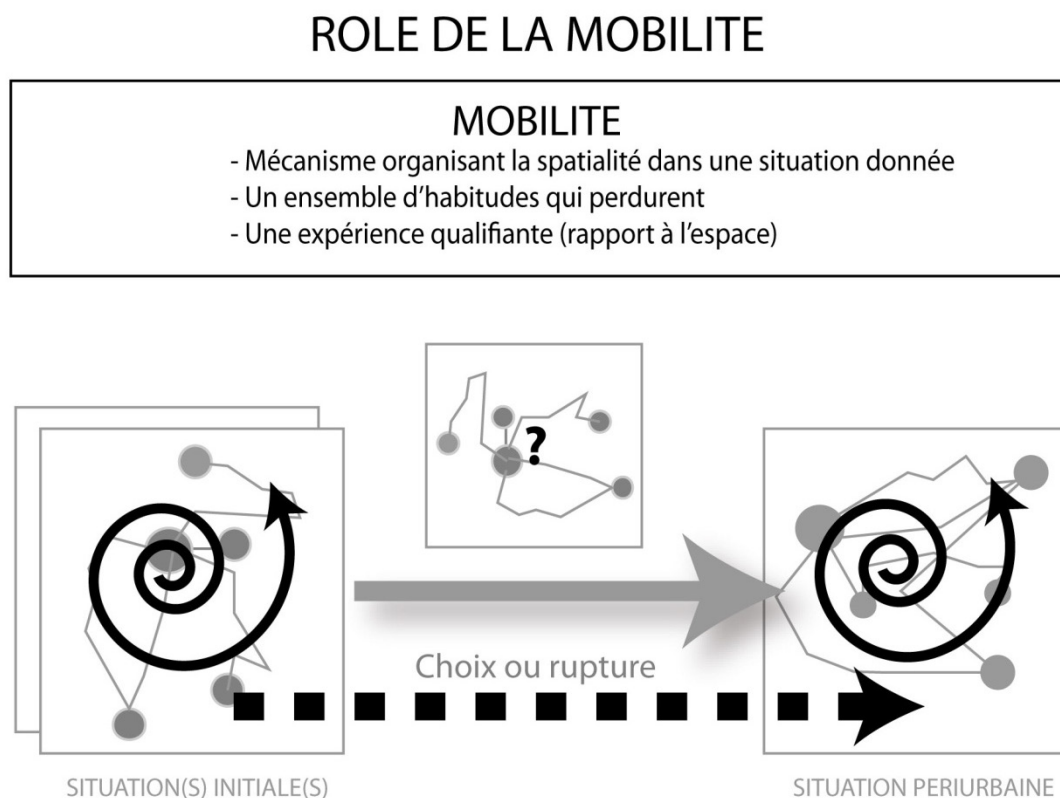 ROLE DE LA MOBILITE
MOBILITE
- Mécanisme organisant la spatialité dans une situation donnée
- Un ensemble d'habitudes qui perdurent
- Une expérience qualifiante (rapport à l'espace)
?
Choix ou rupture
SITUATION(S) INITIALE(S)
SITUATION PERIURBAINE